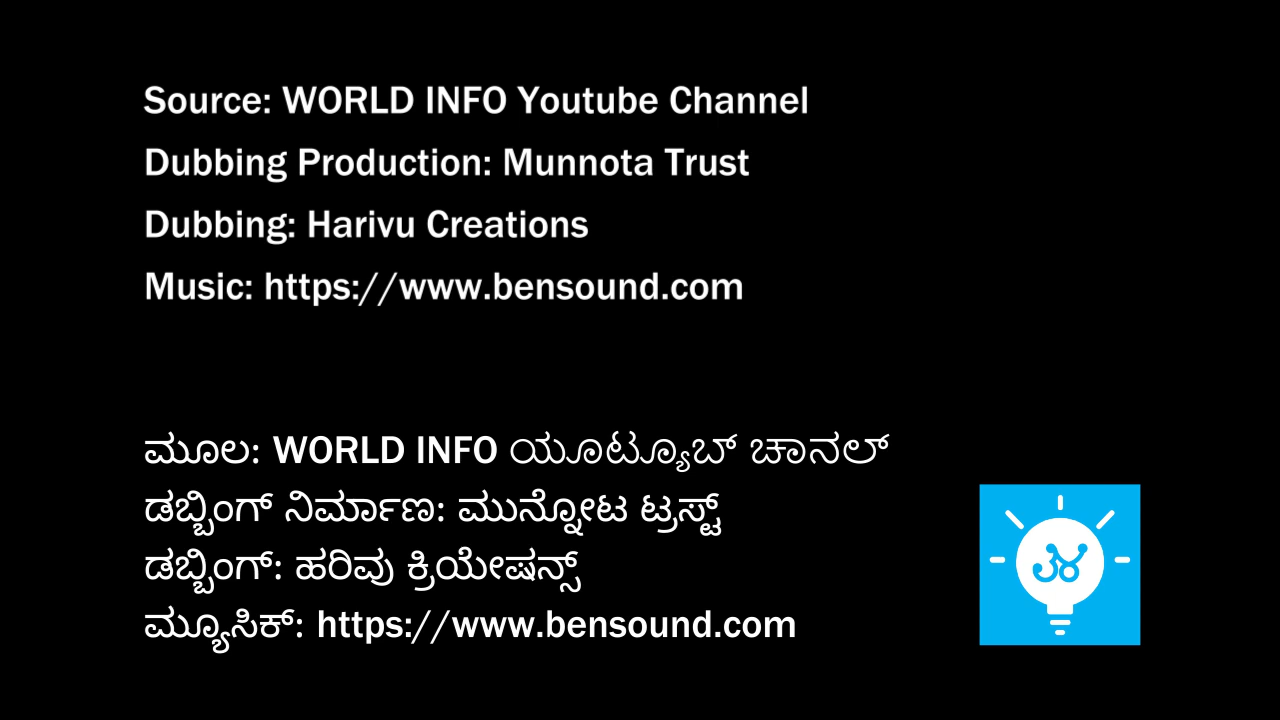 Source: WORLD INFO Youtube Channel
Dubbing Production: Munnota Trust
Dubbing: Harivu Creations
Music: https://www.bensound.com
ಮೂಲ: WORLD INFO ಯೂಟ್ಯೂಬ್ ಚಾನಲ್
ಡಬ್ಬಿಂಗ್ ನಿರ್ಮಾಣ: ಮುನ್ನೋಟ ಟ್ರಸ್ಟ್
ಡಬ್ಬಿಂಗ್: ಹರಿವು ಕ್ರಿಯೇಷನ್ಸ್
ಮ್ಯೂಸಿಕ್: https://www.bensound.com